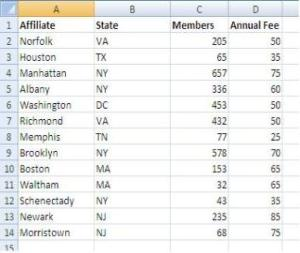 A B C D
1 Affiliate State Members Annual Fee
2 Norfolk VA 205 50
3 Houston TX 65 35
4 Manhattan NY 657 75
5 Albany NY 336 60
6 Washington DC 453 50
7 Richmond VA 432 50
8 Memphis TN 77 25
9 Brooklyn NY 578 70
10 Boston MA 153 65
11 Waltham MA 32 65
12 Schenectady NY 43 35
13 Newark NJ 235 85
14 Morristown NJ 68 75
15